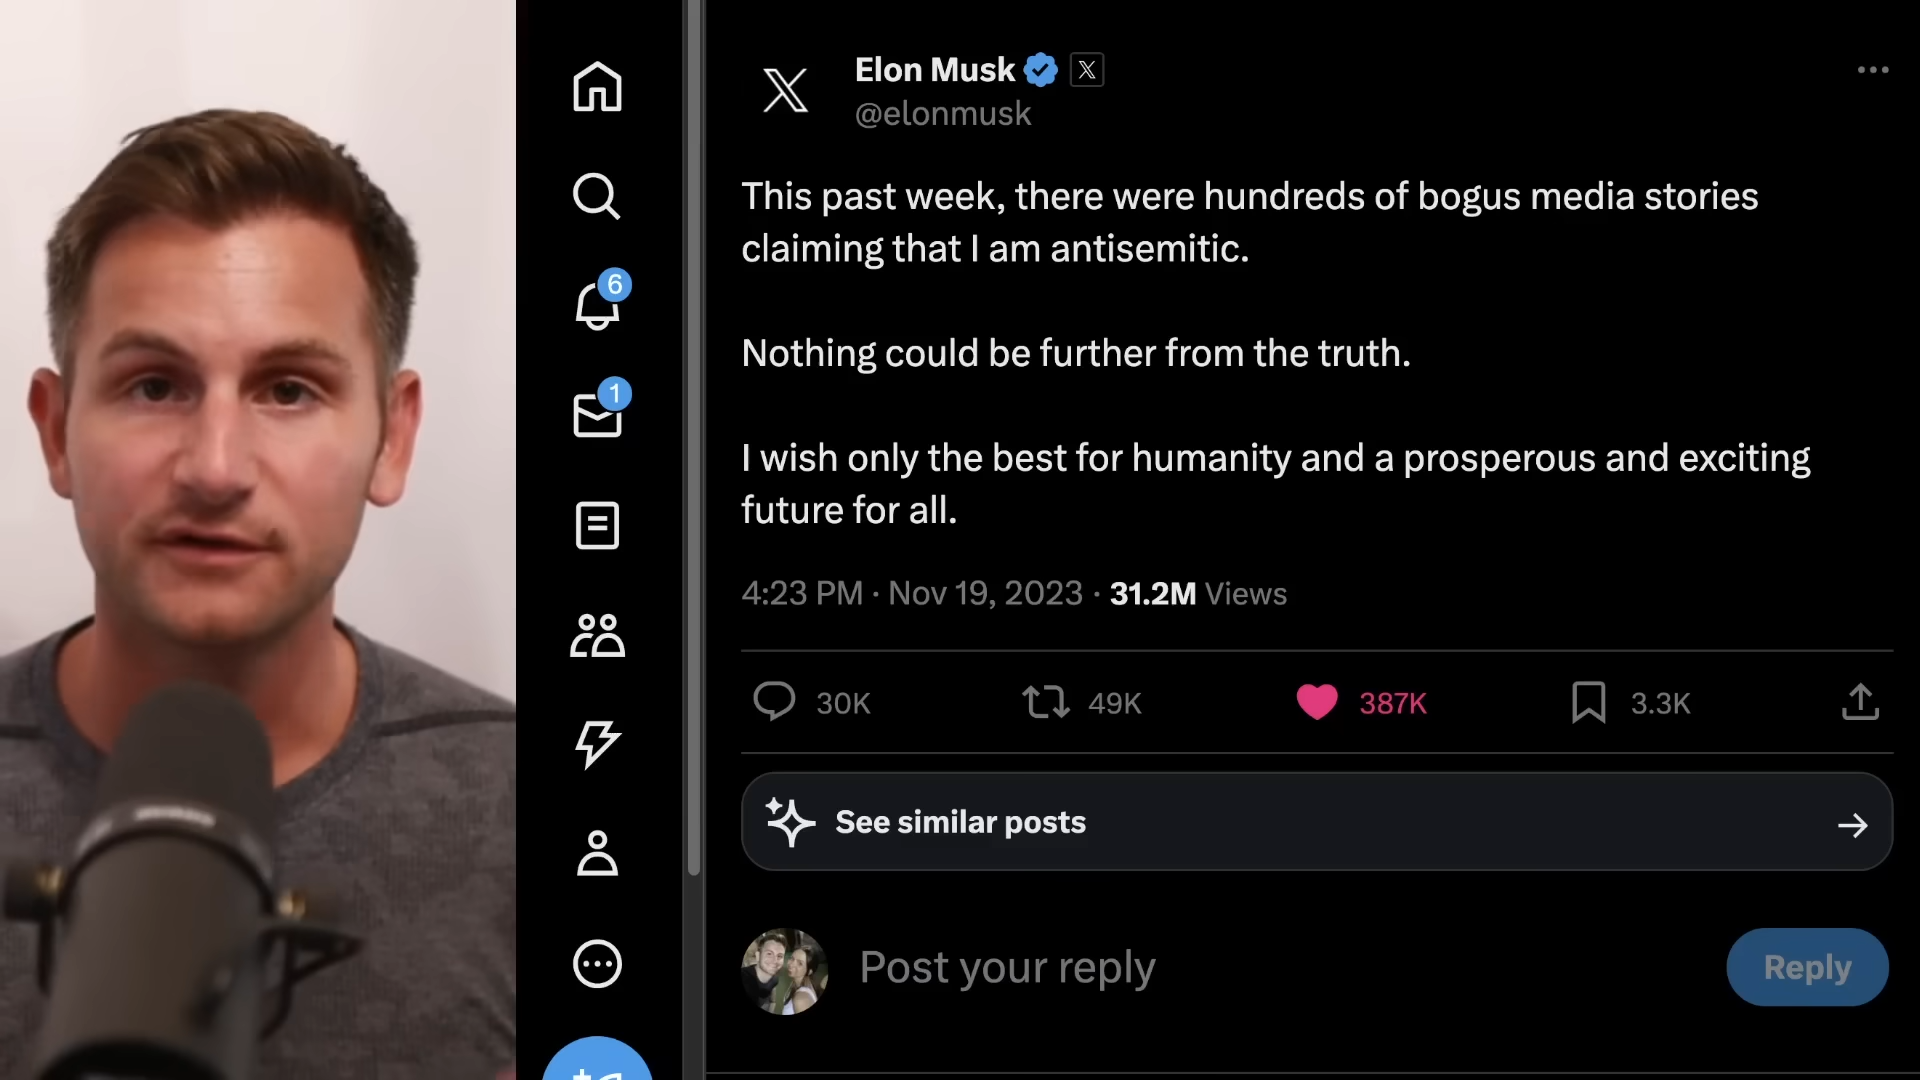 Elon Musk
@elonmusk
This past week, there were hundreds of bogus media stories
claiming that I am antisemitic.
Nothing could be further from the truth.
I wish only the best for humanity and a prosperous and exciting
future for all.
4:23 PM · Nov 19, 2023 · 31.2M Views
6
1
30K 49K 387K 3.3K
See similar posts
Post your reply
Reply